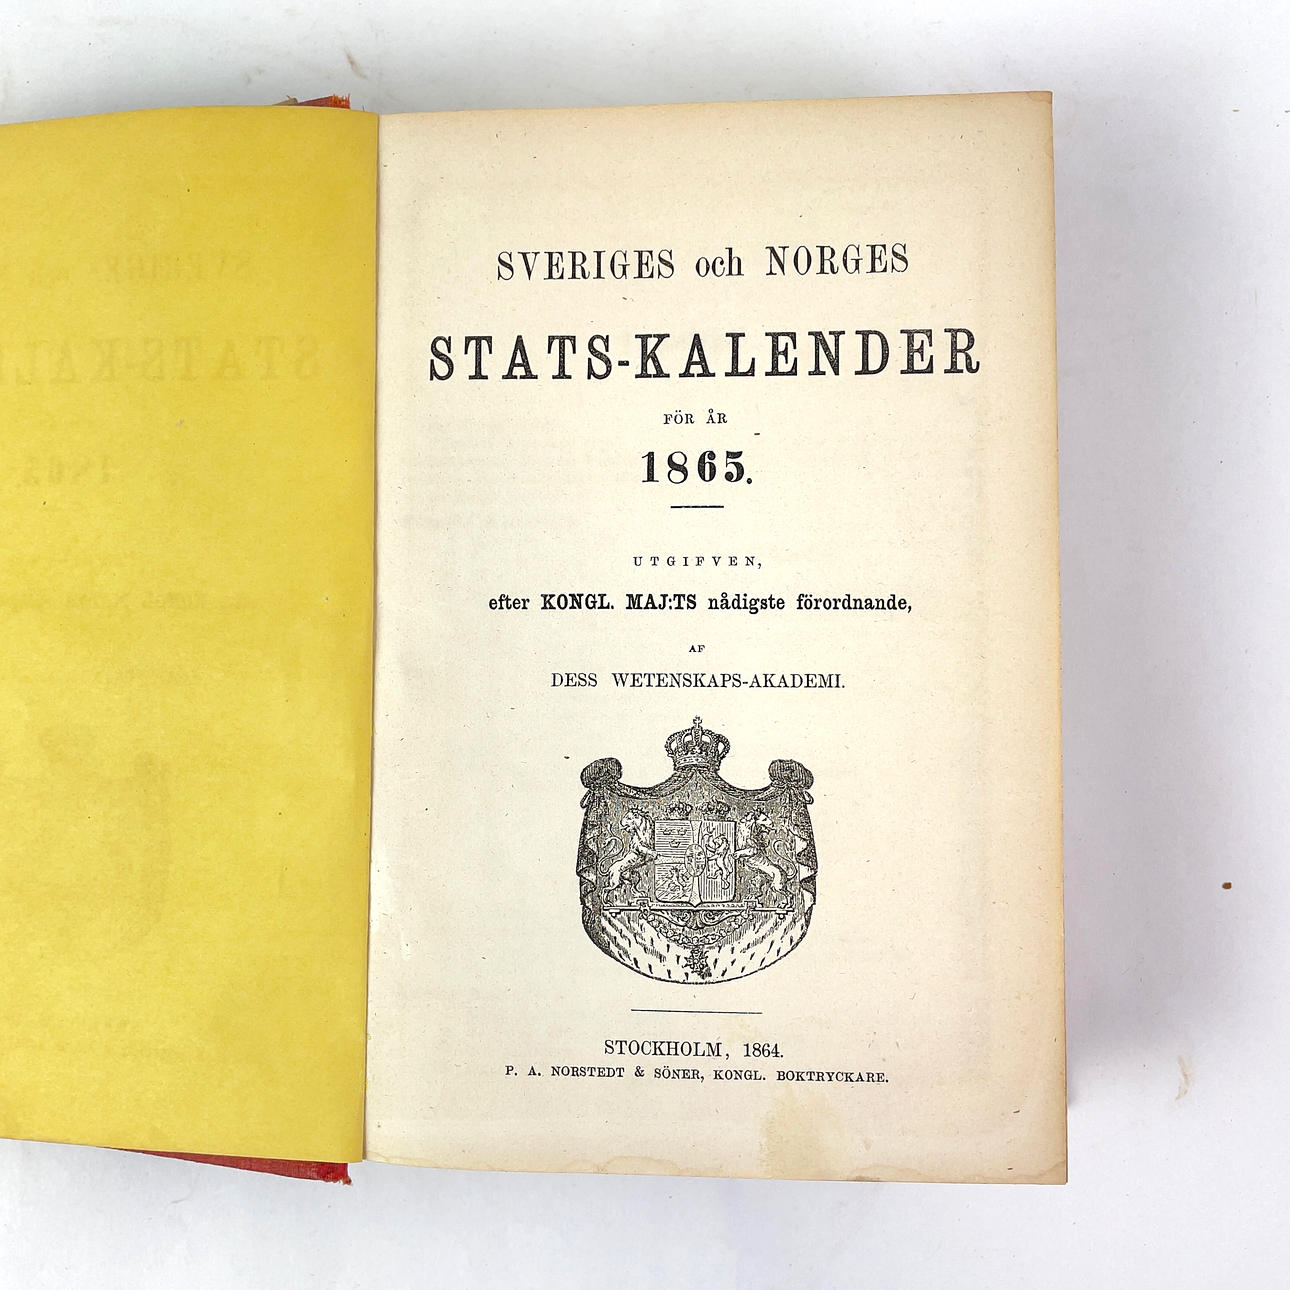 SVERIGES och NORGES
STATS-KALENDER
FÖR ÅR
1865.
UTGIFVEN,
efter KONGL. MAJ:TS nådigste förordnande,
AF
DESS WETENSKAPS-AKADEMI.
STOCKHOLM, 1864.
P. A. NORSTEDT & SÖNER, KONGL. BOKTRYCKARE.